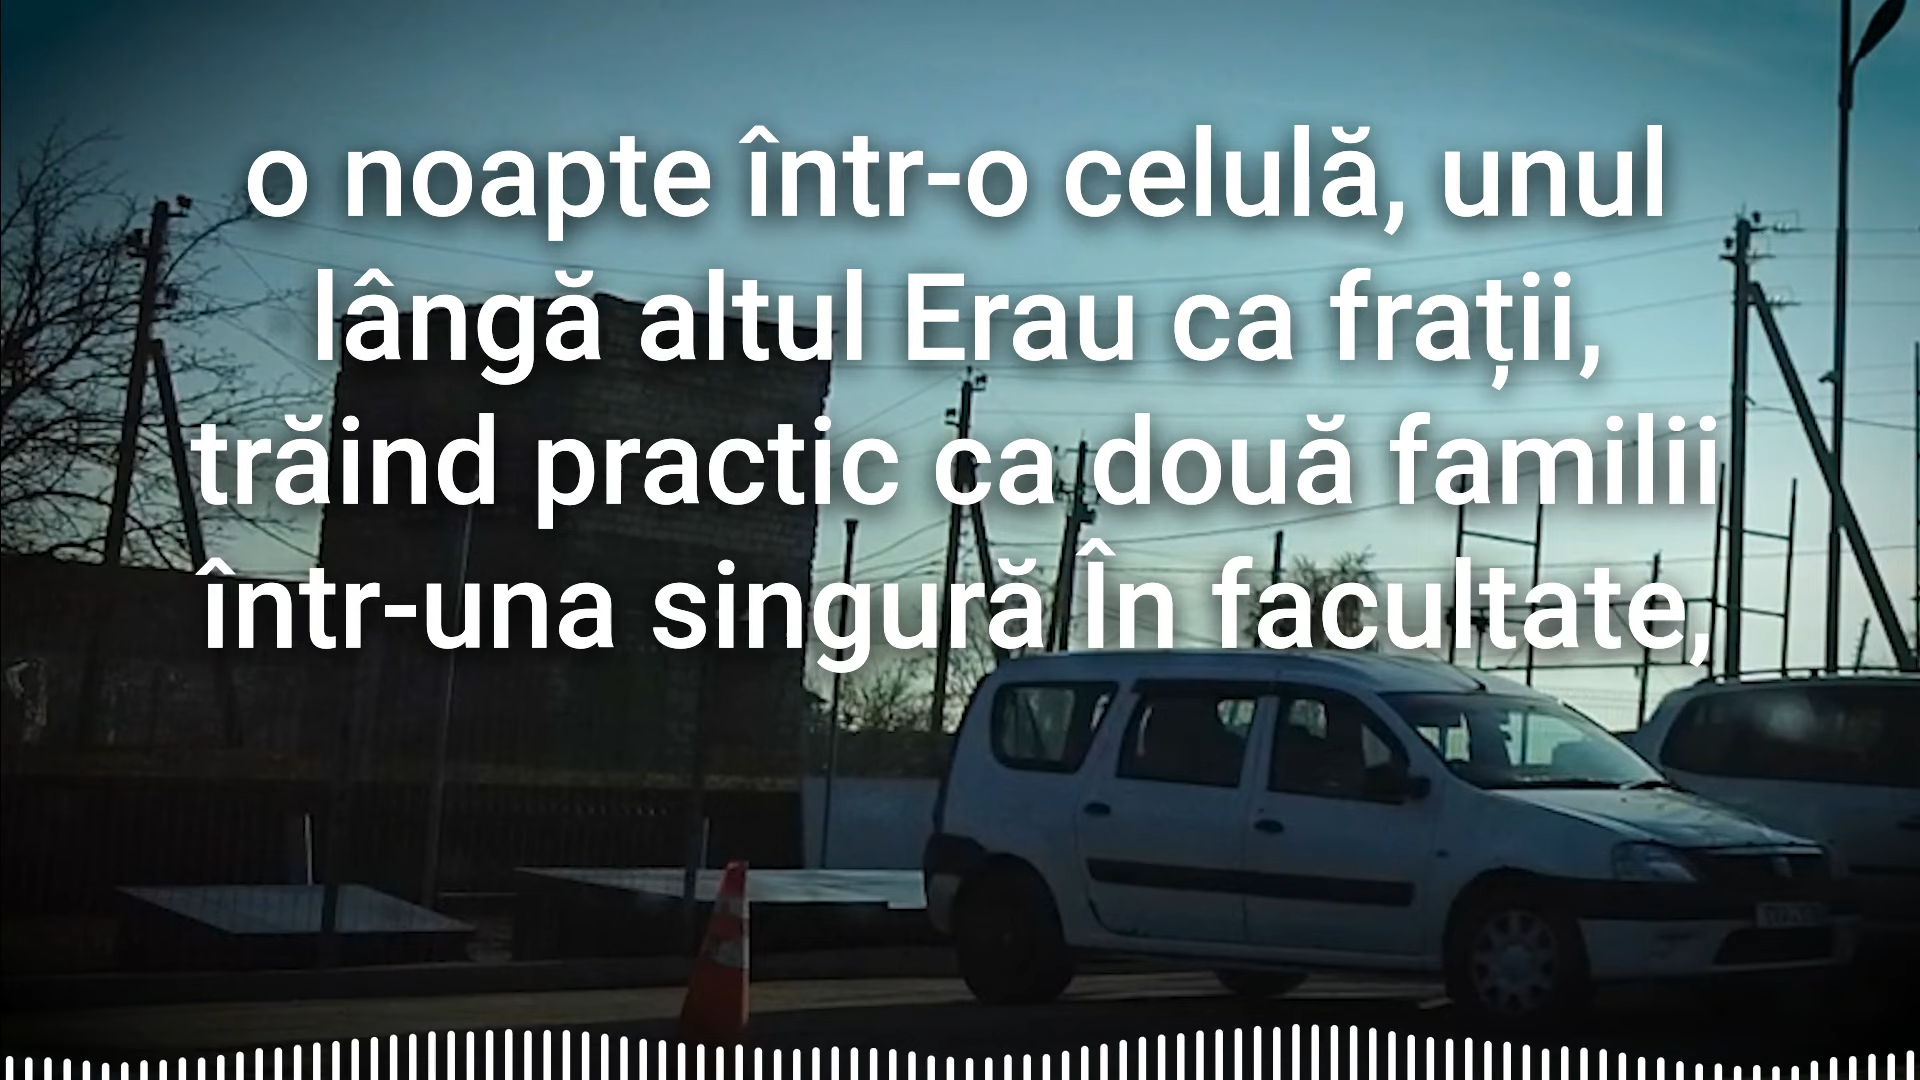 o noapte într-o celulă, unul
lângă altul Erau ca frații,
trăind practic ca două familii
într-una singură În facultate,